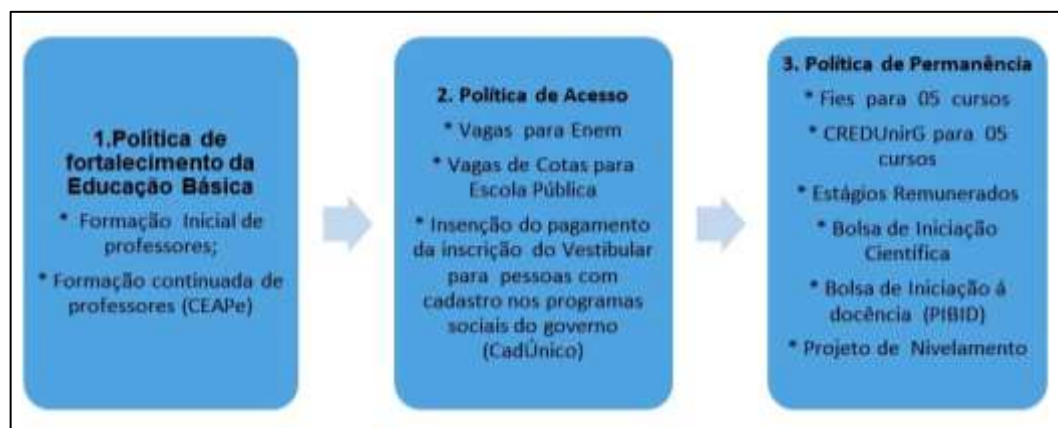 1.Política de
fortalecimento da
Educação Básica
* Formação Inicial de
professores;
* Formação continuada de
professores (CEAPe)
2. Política de Acesso
* Vagas para Enem
* Vagas de Cotas para
Escola Pública
* Insenção do pagamento
da inscrição do Vestibular
para pessoas com
cadastro nos programas
sociais do governo
(CadÚnico)
3. Política de Permanência
* Fies para 05 cursos
* CREDUnirG para 05
cursos
* Estágios Remunerados
* Bolsa de Iniciação
Científica
* Bolsa de Iniciação á
docência (PIBID)
* Projeto de Nivelamento